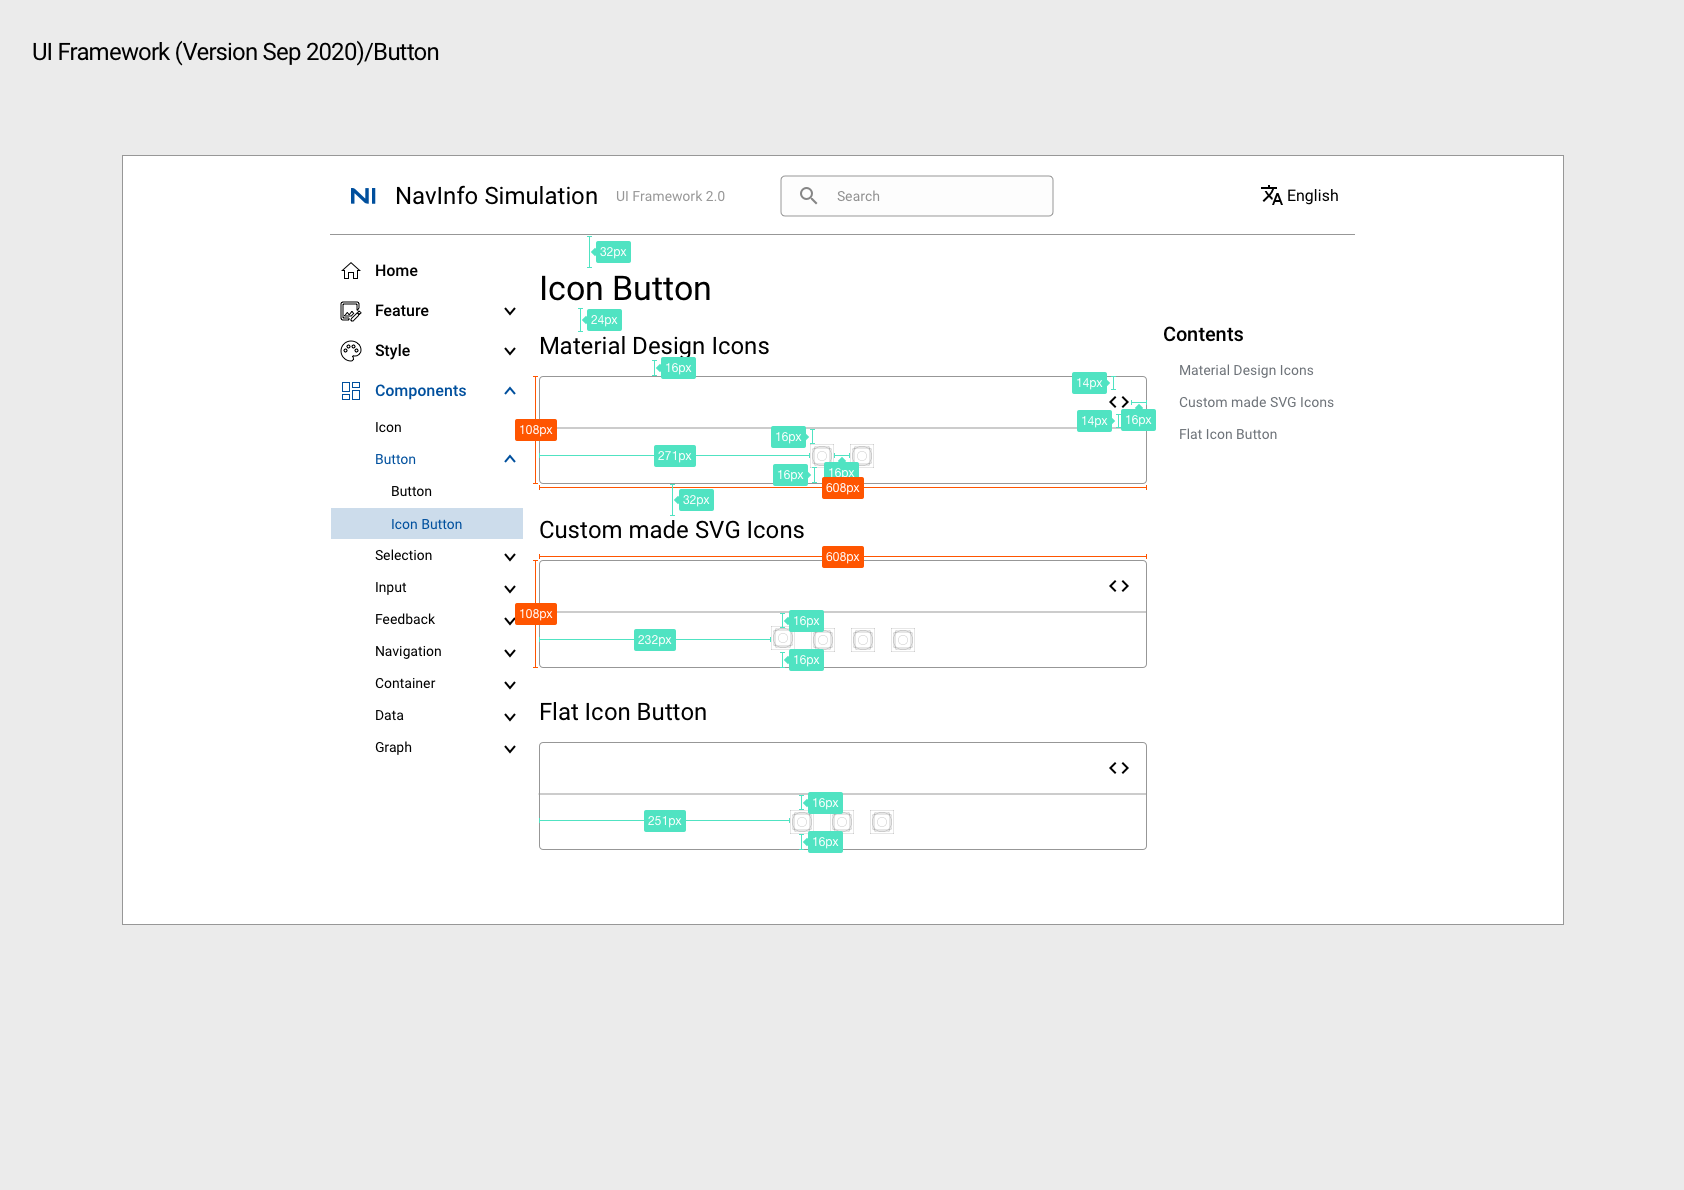 UI Framework (Version Sep 2020)/Button
NI NavInfo Simulation UI Framework 2.0
Search
English
Home
Feature
Style
Components
Icon
Button
Button
Icon Button
Selection
Input
Feedback
Navigation
Container
Data
Graph
32px
Icon Button
24px
Material Design Icons
16px
14px
108px
14px
16px
16px
271px
16px
16px
608px
32px
Custom made SVG Icons
608px
108px
16px
232px
16px
Flat Icon Button
16px
251px
16px
Contents
Material Design Icons
Custom made SVG Icons
Flat Icon Button